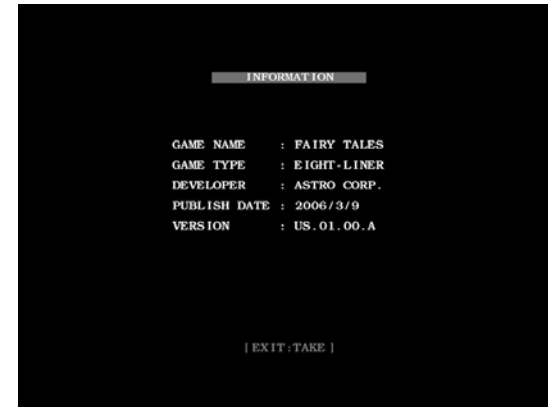 INFORMATION
GAME NAME : FAIRY TALES
GAME TYPE : EIGHT-LINER
DEVELOPER : ASTRO CORP.
PUBLISH DATE : 2006/3/9
VERSION : US.01.00.A
[ EXIT:TAKE ]